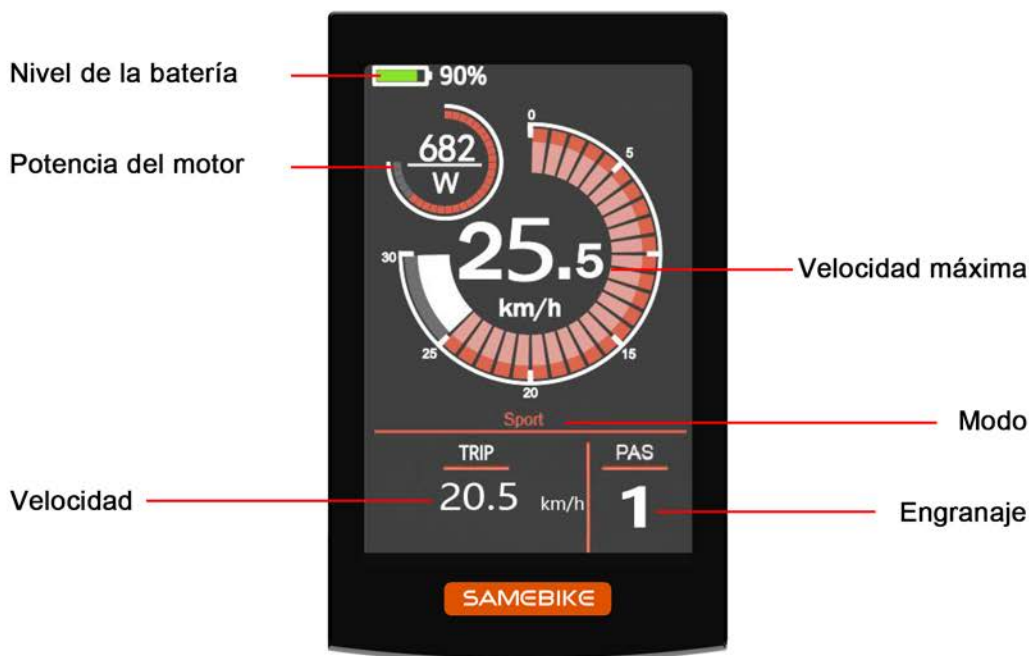 Nivel de la batería
90%
Potencia del motor
682
W
0
5
25.5
km/h
Velocidad máxima
30
25
20
15
Sport
Modo
TRIP
PAS
Velocidad
20.5 km/h
1
Engranaje
SAMEBIKE